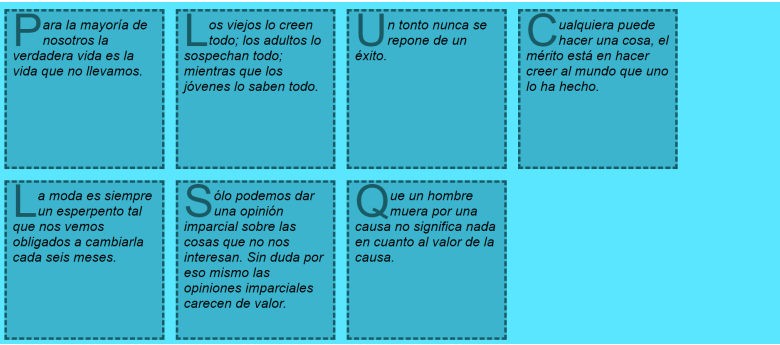 Para la mayoría de
nosotros la
verdadera vida es la
vida que no llevamos.
Los viejos lo creen
todo; los adultos lo
sospechan todo;
mientras que los
jóvenes lo saben todo.
Un tonto nunca se
repone de un
éxito.
Cualquiera puede
hacer una cosa, el
mérito está en hacer
creer al mundo que uno
lo ha hecho.
La moda es siempre
un esperpento tal
que nos vemos
obligados a cambiarla
cada seis meses.
Sólo podemos dar
una opinión
imparcial sobre las
cosas que no nos
interesan. Sin duda por
eso mismo las
opiniones imparciales
carecen de valor.
Que un hombre
muera por una
causa no significa nada
en cuanto al valor de la
causa.